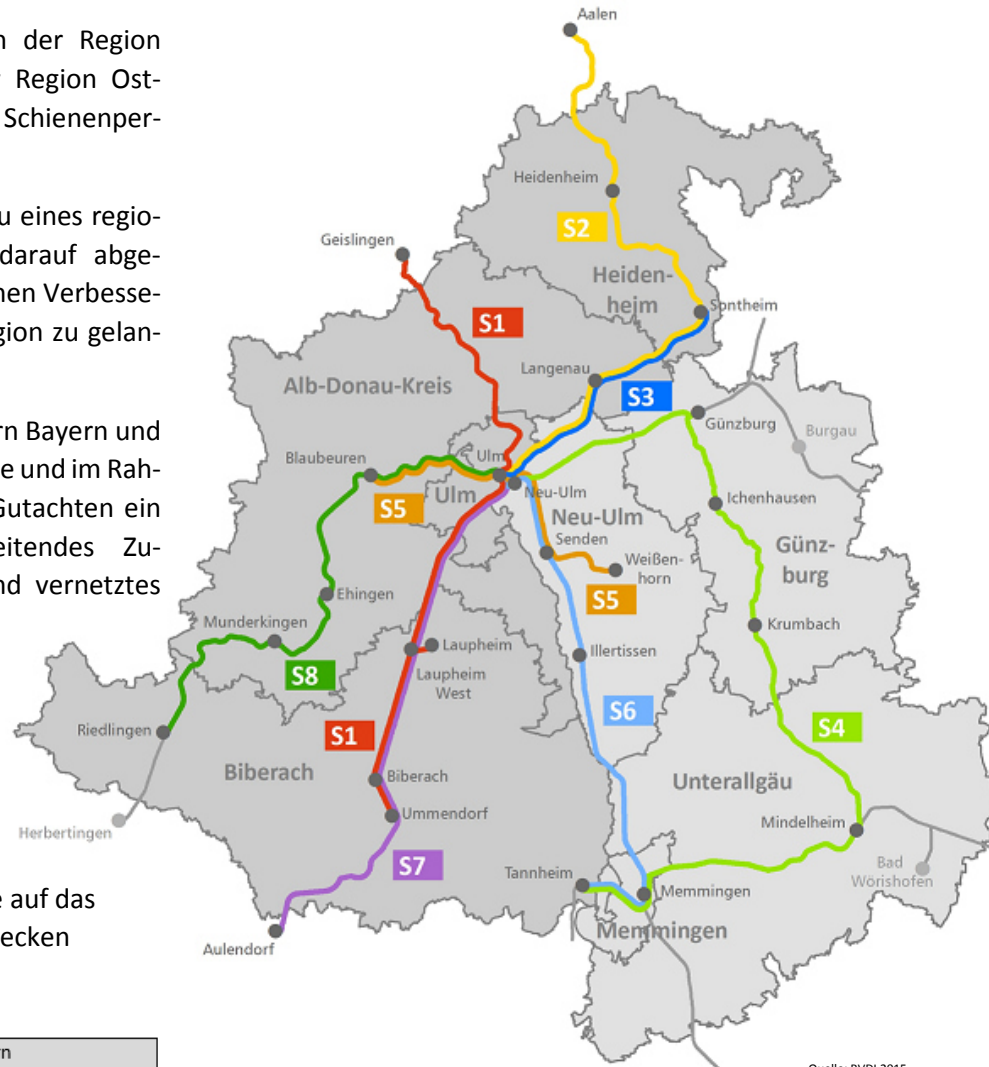 n der Region
r Region Ost-
Schienenper-
u eines regio-
darauf abge-
nen Verbesse-
gion zu gelan-
rn Bayern und
e und im Rah-
Gutachten ein
eitendes Zu-
nd vernetztes
e auf das
ecken
rn
Aalen
Heidenheim
S2
Geislingen
Heiden-
heim
Sontheim
S1
Langenau
Alb-Donau-Kreis
S3
Günzburg
Burgau
Blaubeuren
Ulm
Neu-Ulm
Ulm
S5
Neu-Ulm
Senden
Weißen-
horn
Ichenhausen
Günz-
burg
S5
Ehingen
Munderkingen
Krumbach
Laupheim
Laupheim
West
Illertissen
S8
S6
S4
Riedlingen
S1
Biberach
Biberach
Unterallgäu
Ummendorf
Mindelheim
Herbertingen
S7
Tannheim
Bad
Wörishofen
Memmingen
Memmingen
Aulendorf